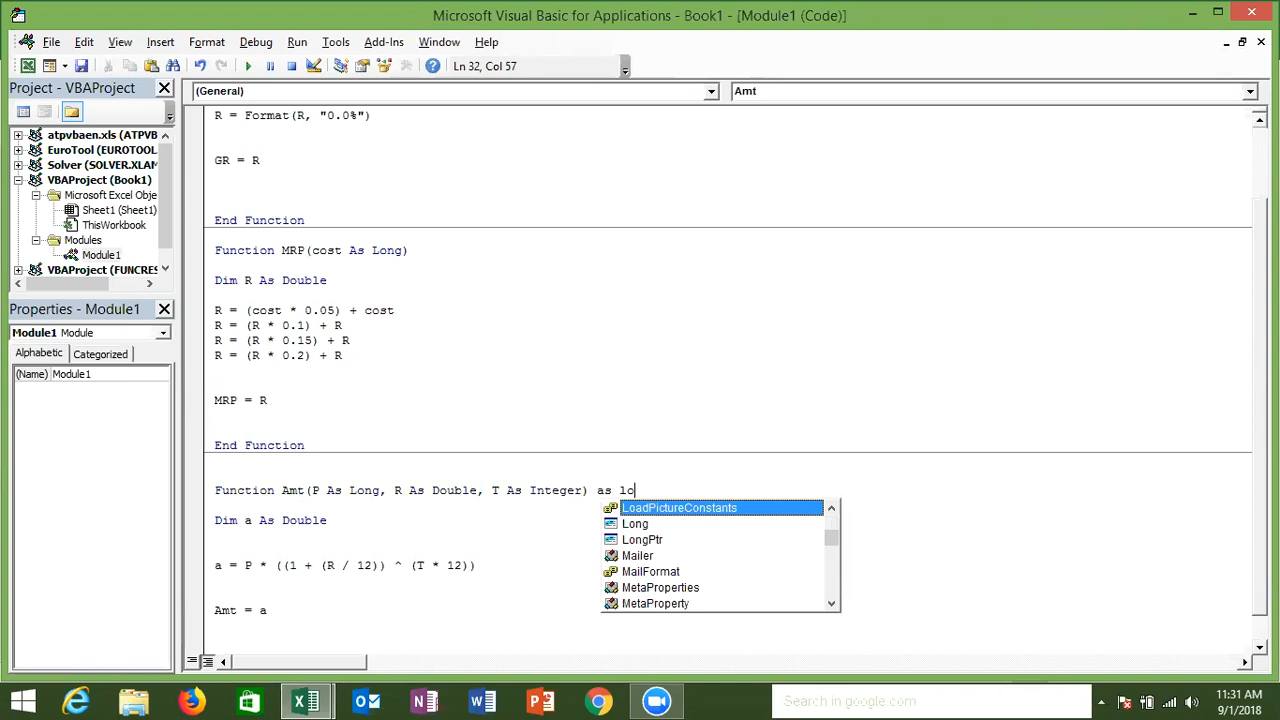 Microsoft Visual Basic for Applications - Book1 - [Module1 (Code)]
File Edit View Insert Format Debug Run Tools Add-Ins Window Help
Ln 32, Col 57
Project - VBAProject
(General)
Amt
atpvbaen.xls (ATPVB
EuroTool (EUROTOOL
Solver (SOLVER.XLAM
VBAProject (Book1)
Microsoft Excel Obje
Sheet1 (Sheet1)
ThisWorkbook
Modules
Module1
VBAProject (FUNCRES
Properties - Module1
Module1 Module
Alphabetic Categorized
(Name) Module1
R = Format(R, "0.0%")
GR = R
End Function
Function MRP(cost As Long)
Dim R As Double
R = (cost * 0.05) + cost
R = (R * 0.1) + R
R = (R * 0.15) + R
R = (R * 0.2) + R
MRP = R
End Function
Function Amt(P As Long, R As Double, T As Integer) as lo
Dim a As Double
a = P * ((1 + (R / 12)) ^ (T * 12))
Amt = a
LoadPictureConstants
Long
LongPtr
Mailer
MailFormat
MetaProperties
MetaProperty
Search in google.com
11:31 AM
9/1/2018